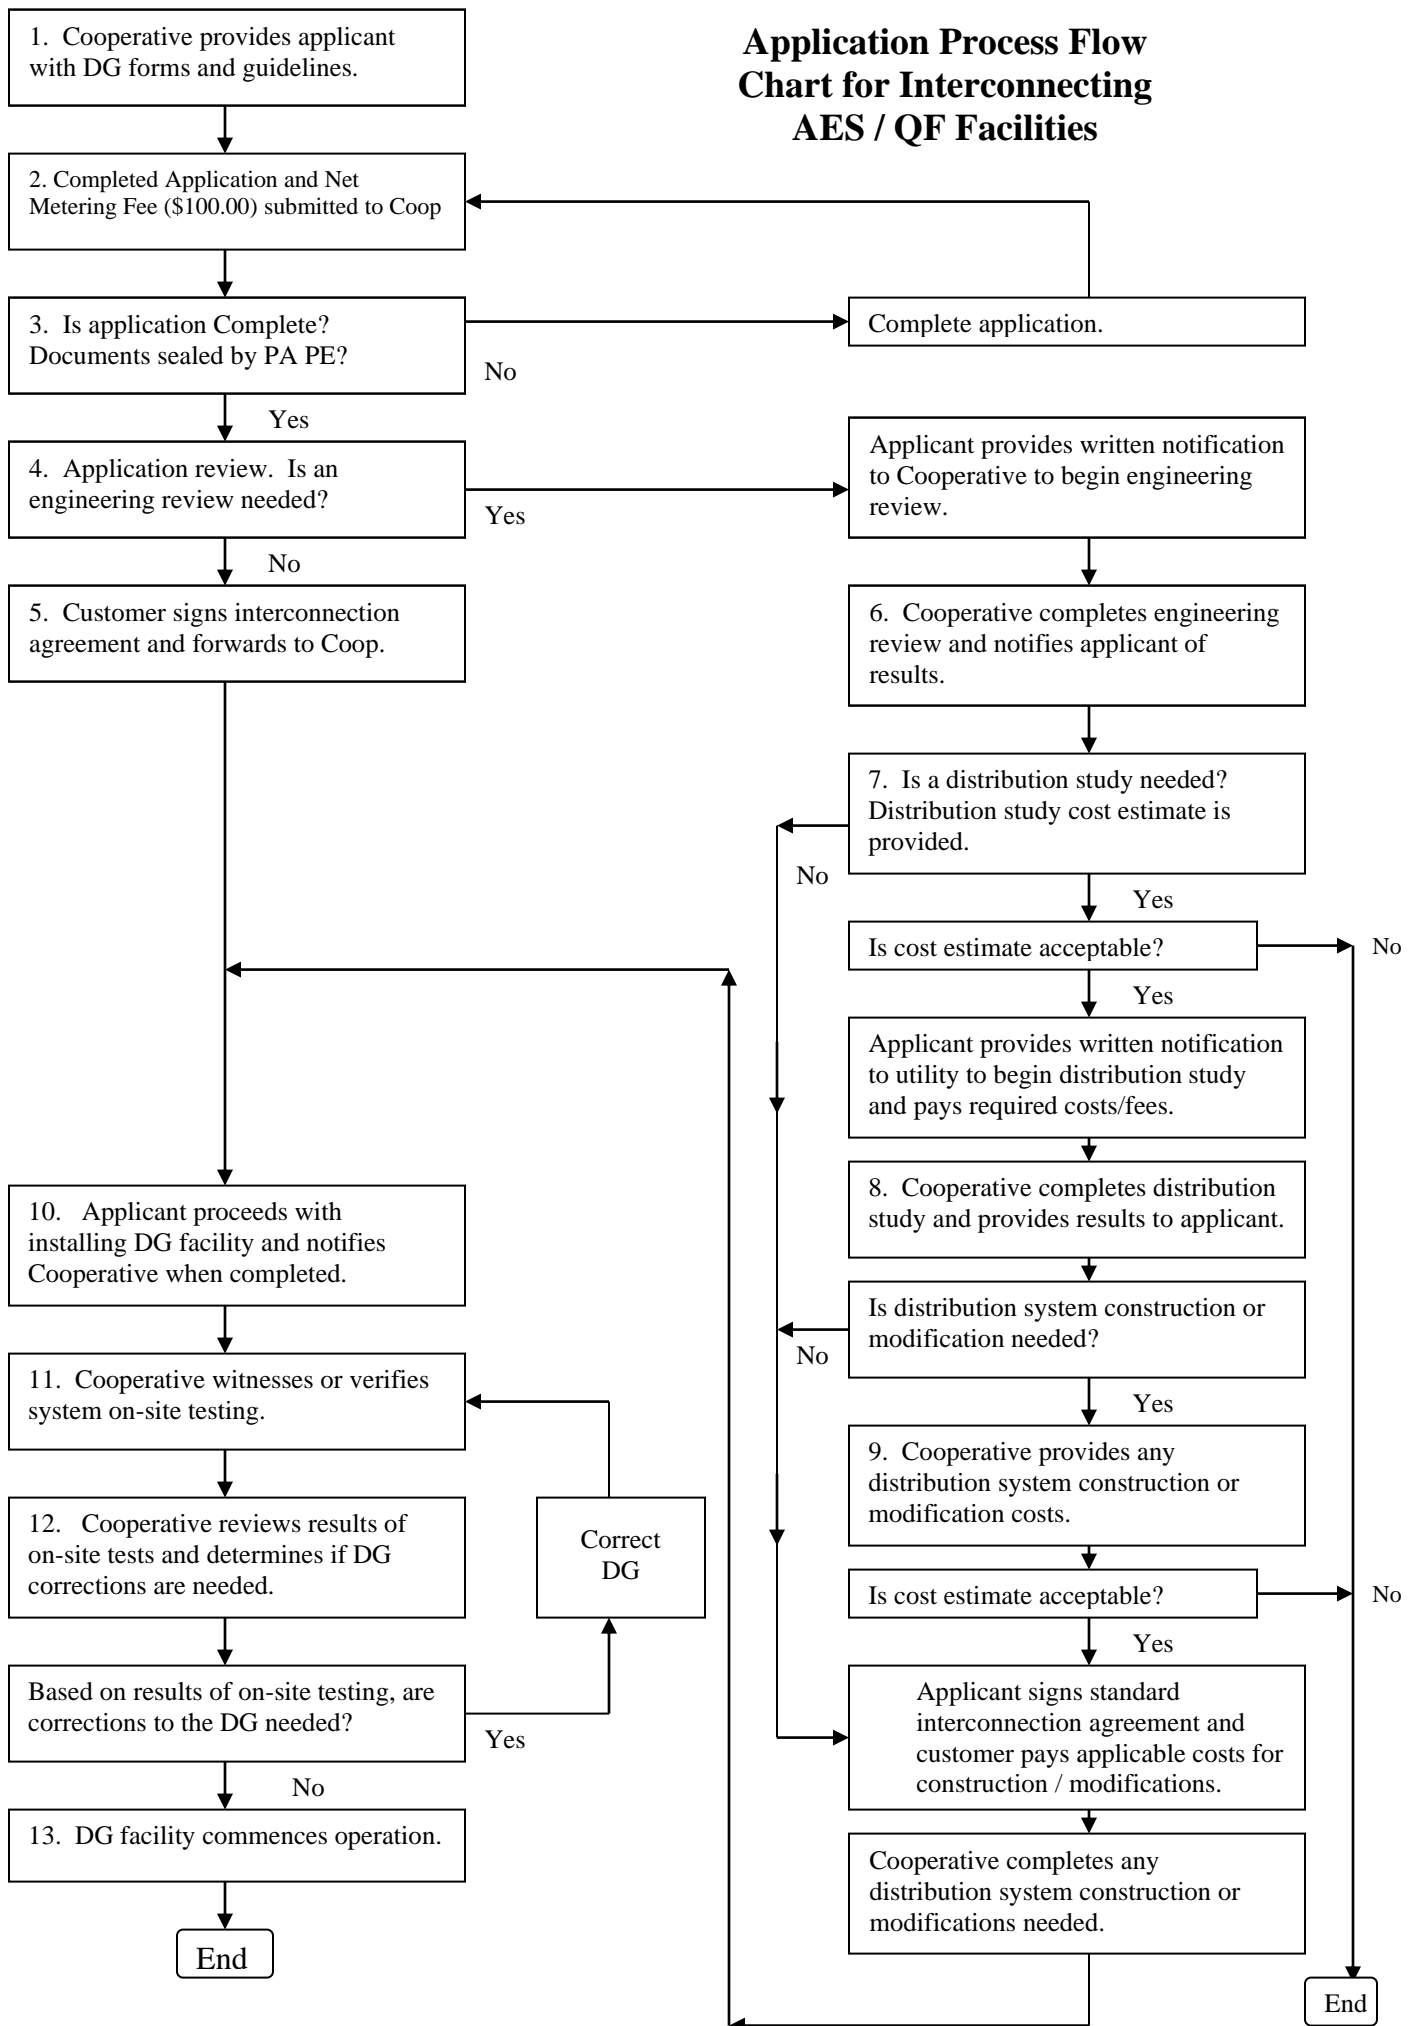 Application Process Flow
Chart for Interconnecting
AES / QF Facilities
1. Cooperative provides applicant
with DG forms and guidelines.
2. Completed Application and Net
Metering Fee ($100.00) submitted to Coop
3. Is application Complete?
Documents sealed by PA PE?
No
Complete application.
Yes
4. Application review. Is an
engineering review needed?
Yes
No
5. Customer signs interconnection
agreement and forwards to Coop.
Applicant provides written notification
to Cooperative to begin engineering
review.
6. Cooperative completes engineering
review and notifies applicant of
results.
7. Is a distribution study needed?
Distribution study cost estimate is
provided.
No
Yes
Is cost estimate acceptable?
No
Yes
Applicant provides written notification
to utility to begin distribution study
and pays required costs/fees.
8. Cooperative completes distribution
study and provides results to applicant.
Is distribution system construction or
modification needed?
No
Yes
9. Cooperative provides any
distribution system construction or
modification costs.
Is cost estimate acceptable?
No
Yes
Applicant signs standard
interconnection agreement and
customer pays applicable costs for
construction / modifications.
Cooperative completes any
distribution system construction or
modifications needed.
End
10. Applicant proceeds with
installing DG facility and notifies
Cooperative when completed.
11. Cooperative witnesses or verifies
system on-site testing.
12. Cooperative reviews results of
on-site tests and determines if DG
corrections are needed.
Correct
DG
Based on results of on-site testing, are
corrections to the DG needed?
Yes
No
13. DG facility commences operation.
End